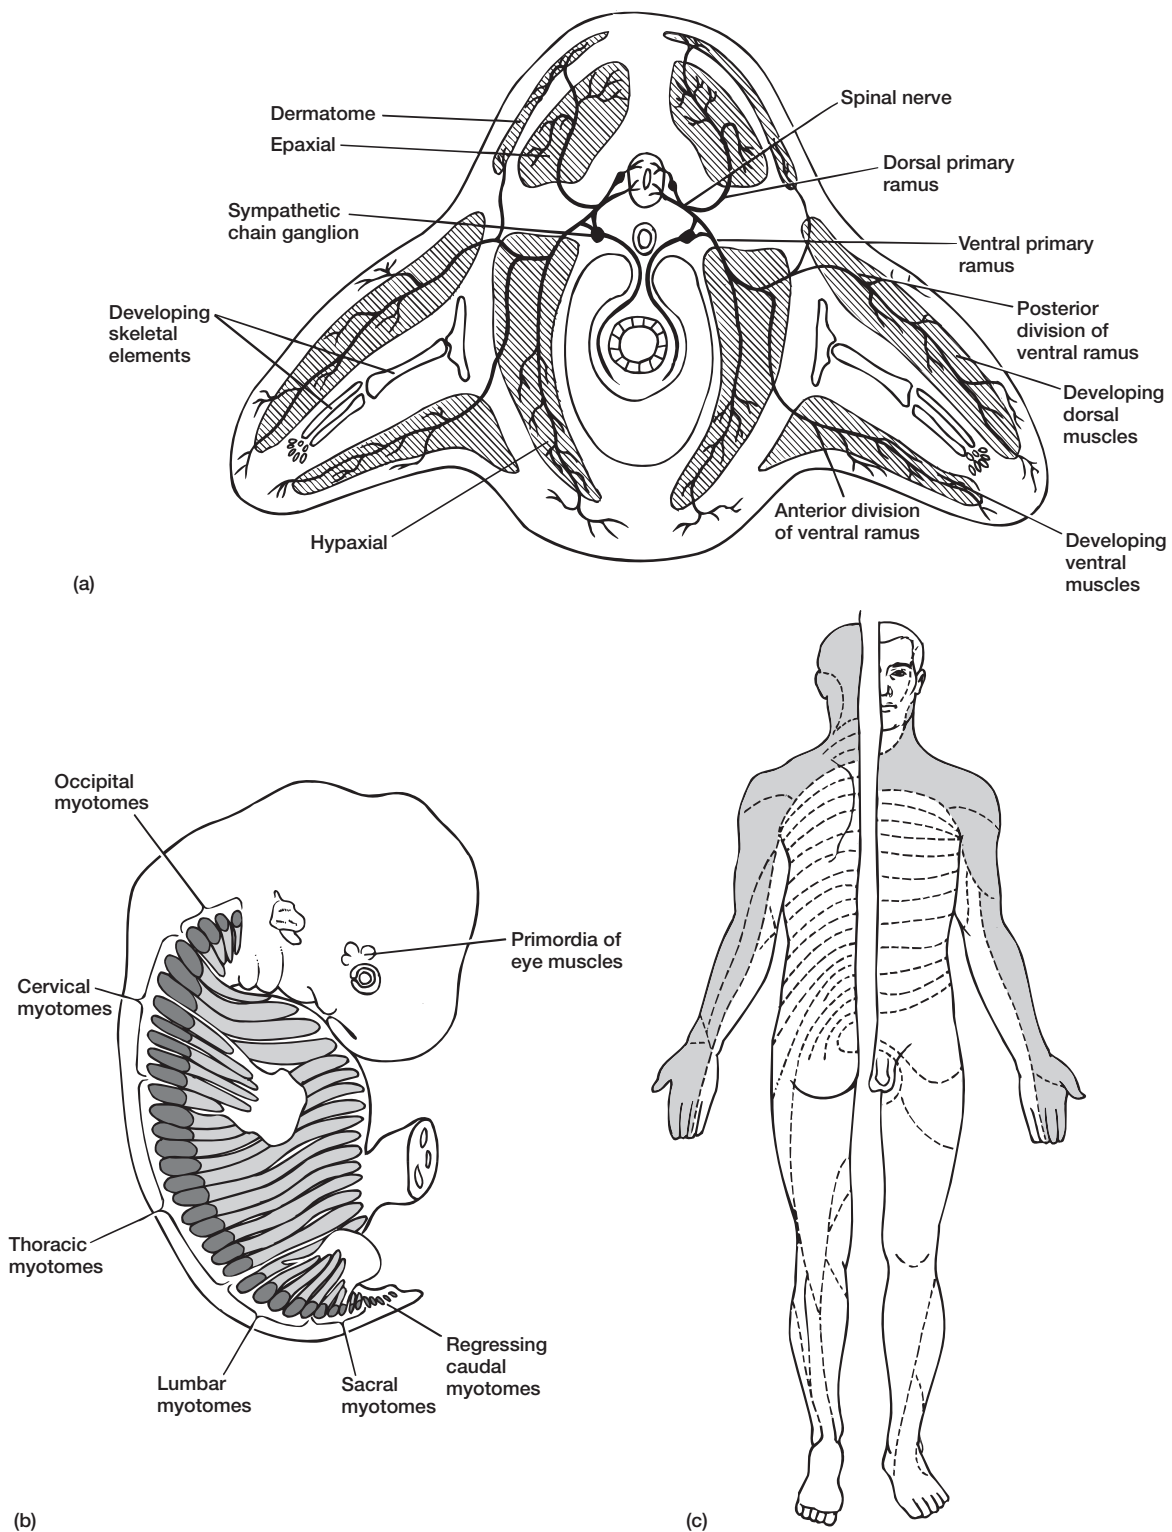 Dermatome
Epaxial
Sympathetic
chain ganglion
Developing
skeletal
elements
Hypaxial
Spinal nerve
Dorsal primary
ramus
Ventral primary
ramus
Posterior
division of
ventral ramus
Developing
dorsal
muscles
Anterior division
of ventral ramus
Developing
ventral
muscles
(a)
Occipital
myotomes
Cervical
myotomes
Primordia of
eye muscles
Thoracic
myotomes
Lumbar
myotomes
Sacral
myotomes
Regressing
caudal
myotomes
(b)
(c)